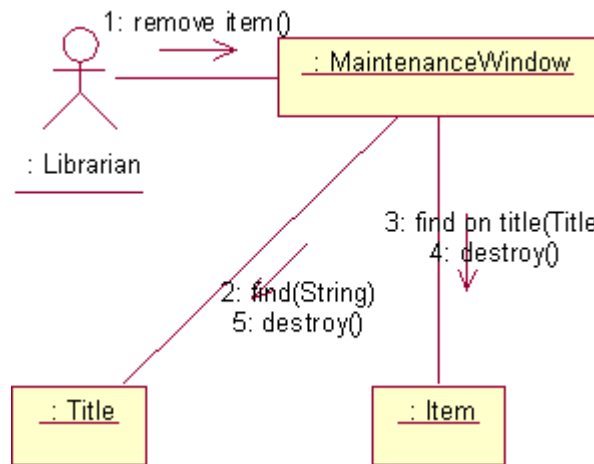 1: remove item()
: MaintenanceWindow
: Librarian
3: find on title(Title
4: destroy()
2: find(String)
5: destroy()
: Title
: Item